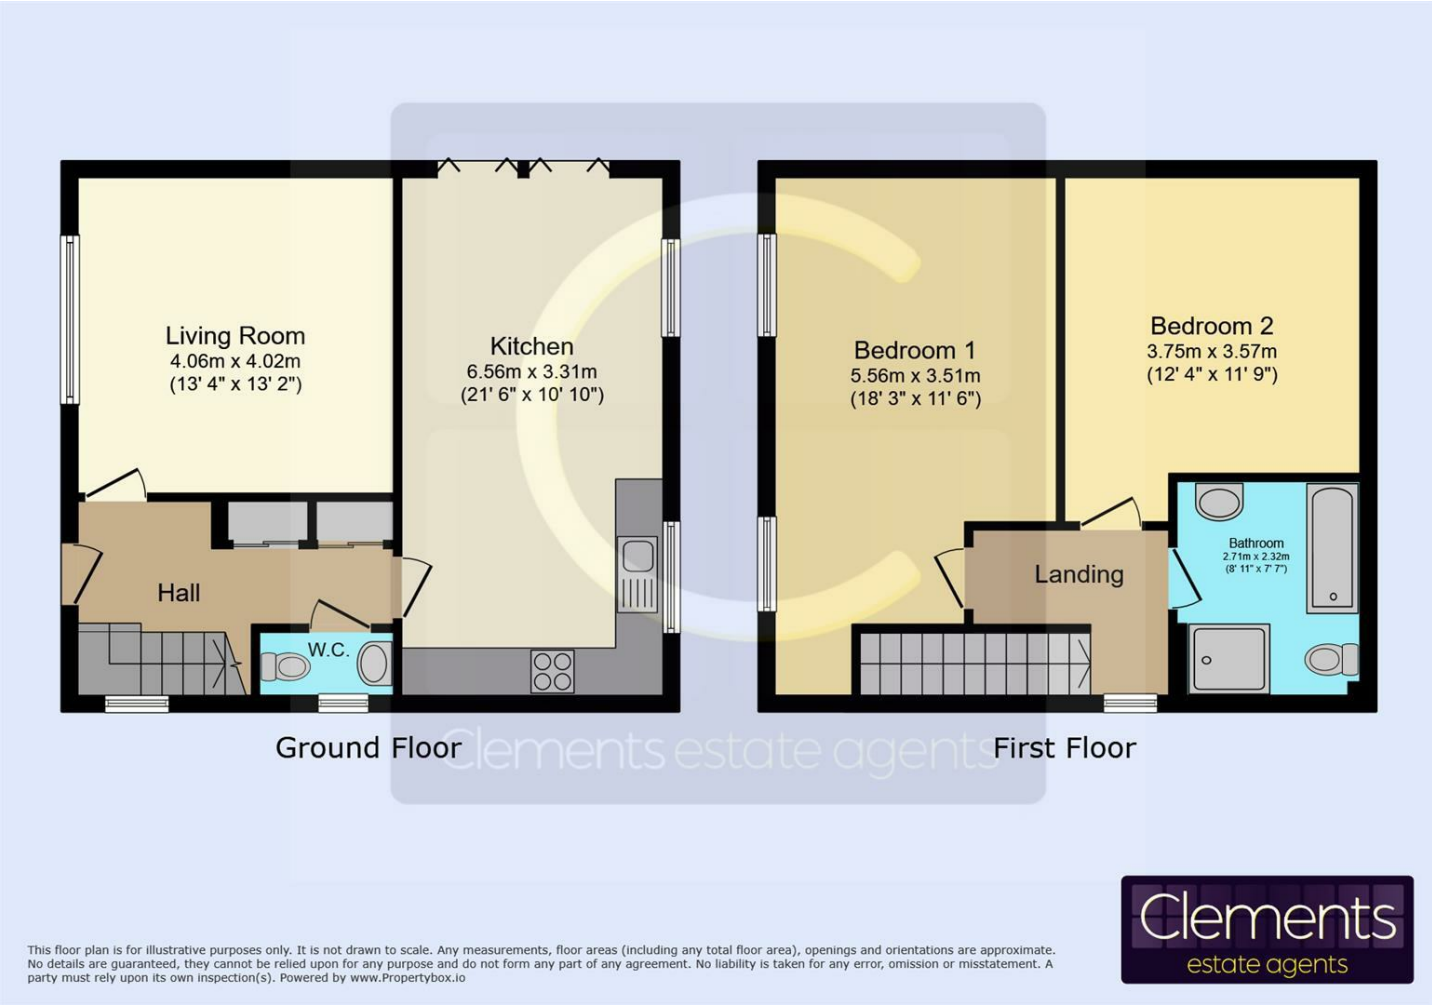 Living Room
4.06m x 4.02m
(13' 4" x 13' 2")
Kitchen
6.56m x 3.31m
(21' 6" x 10' 10")
Hall
W.C.
Ground Floor
Bedroom 1
5.56m x 3.51m
(18' 3" x 11' 6")
Bedroom 2
3.75m x 3.57m
(12' 4" x 11' 9")
Bathroom
2.71m x 2.32m
(8' 11" x 7' 7")
Landing
First Floor
Clements estate agents
Clements
estate agents
This floor plan is for illustrative purposes only. It is not drawn to scale. Any measurements, floor areas (including any total floor area), openings and orientations are approximate.
No details are guaranteed, they cannot be relied upon for any purpose and do not form any part of any agreement. No liability is taken for any error, omission or misstatement. A
party must rely upon its own inspection(s). Powered by www.Propertybox.io